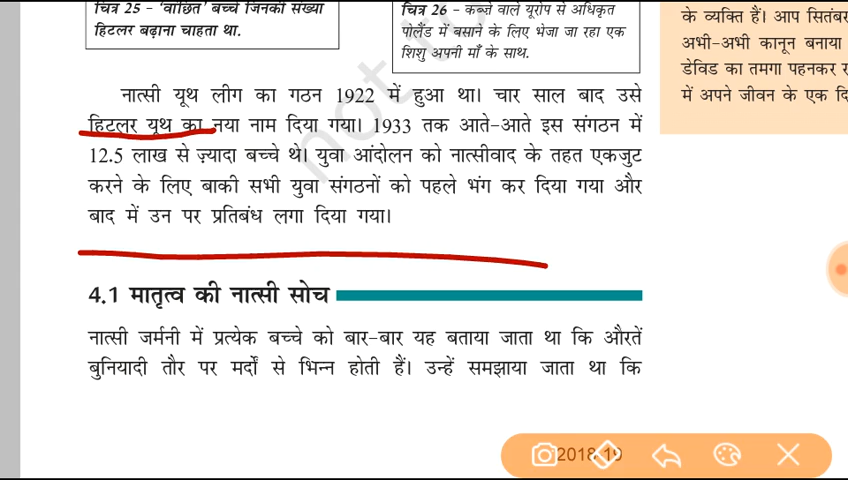 चित्र 25 – 'वांछित' बच्चे जिनकी संख्या
हिटलर बढ़ाना चाहता था.
चित्र 26 – कब्ज़े वाले यूरोप से अधिकृत
पोलैंड में बसाने के लिए भेजा जा रहा एक
शिशु अपनी माँ के साथ.
के व्यक्ति हैं। आप सितंबर
अभी-अभी कानून बनाया
डेविड का तमगा पहनकर
में अपने जीवन के एक
नात्सी यूथ लीग का गठन 1922 में हुआ था। चार साल बाद उसे
हिटलर यूथ का नया नाम दिया गया। 1933 तक आते-आते इस संगठन में
12.5 लाख से ज़्यादा बच्चे थे। युवा आंदोलन को नात्सीवाद के तहत एकजुट
करने के लिए बाकी सभी युवा संगठनों को पहले भंग कर दिया गया और
बाद में उन पर प्रतिबंध लगा दिया गया।
4.1 मातृत्व की नात्सी सोच
नात्सी जर्मनी में प्रत्येक बच्चे को बार-बार यह बताया जाता था कि औरतें
बुनियादी तौर पर मर्दों से भिन्न होती हैं। उन्हें समझाया जाता था कि
not to